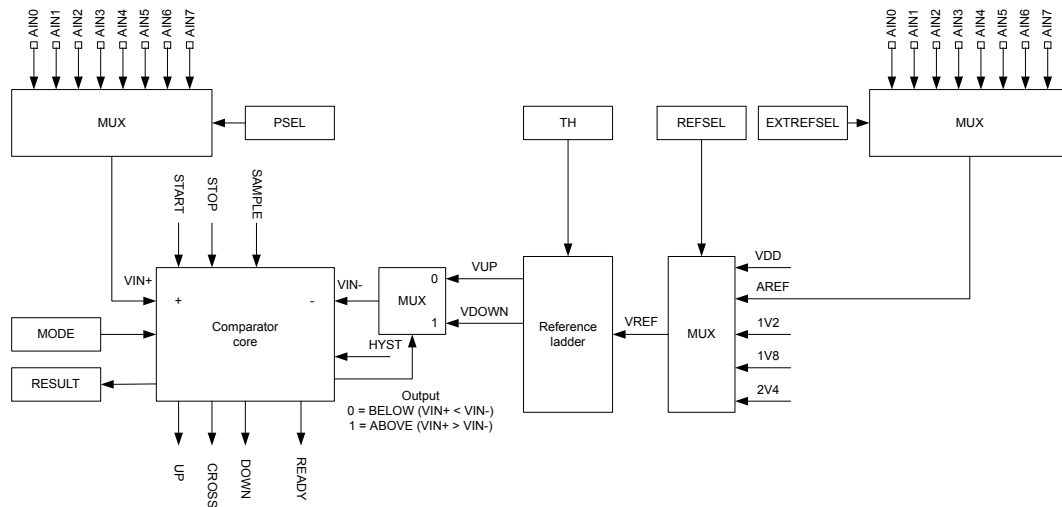 AIN0
AIN1
AIN2
AIN3
AIN4
AIN5
AIN6
AIN7
AIN0
AIN1
AIN2
AIN3
AIN4
AIN5
AIN6
AIN7
MUX
PSEL
TH
REFSEL
EXTREFSEL
MUX
START
STOP
SAMPLE
VIN+
+
-
VIN-
MUX
0
1
VUP
VDOWN
Reference
ladder
VREF
MUX
VDD
AREF
1V2
1V8
2V4
MODE
Comparator
core
HYST
RESULT
Output
0 = BELOW (VIN+ < VIN-)
1 = ABOVE (VIN+ > VIN-)
UP
CROSS
DOWN
READY